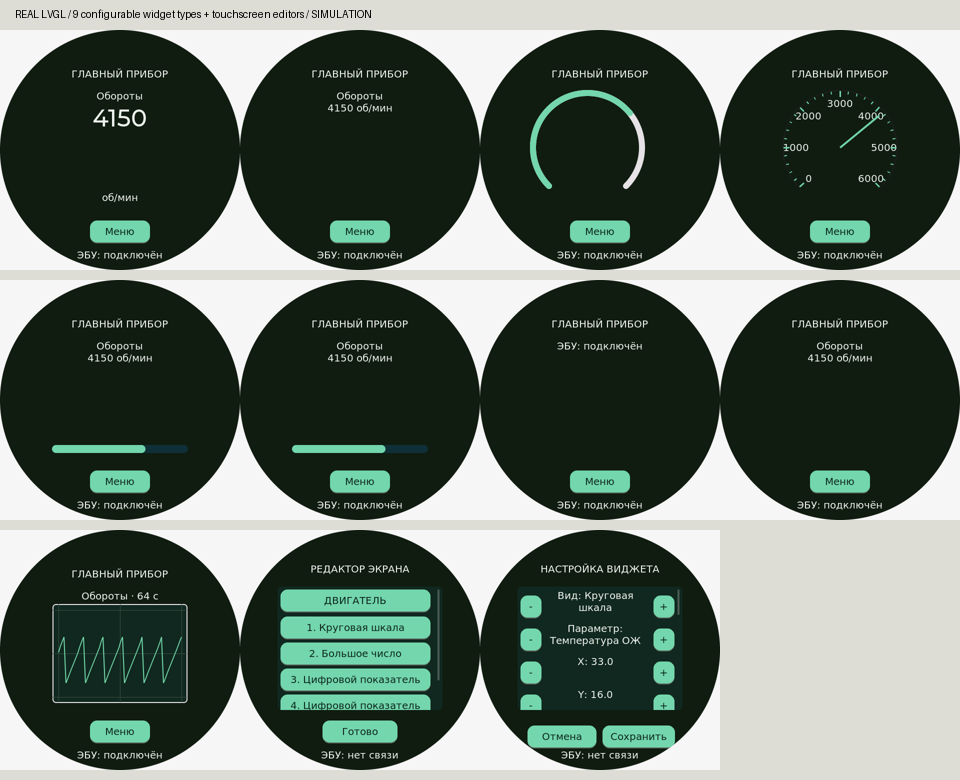 REAL LVGL / 9 configurable widget types + touchscreen editors / SIMULATION
ГЛАВНЫЙ ПРИБОР
Обороты
4150
об/мин
Меню
ЭБУ: подключён
ГЛАВНЫЙ ПРИБОР
Обороты
4150 об/мин
Меню
ЭБУ: подключён
ГЛАВНЫЙ ПРИБОР
Меню
ЭБУ: подключён
ГЛАВНЫЙ ПРИБОР
3000
2000 4000
1000 5000
0 6000
Меню
ЭБУ: подключён
ГЛАВНЫЙ ПРИБОР
Обороты
4150 об/мин
Меню
ЭБУ: подключён
ГЛАВНЫЙ ПРИБОР
Обороты
4150 об/мин
Меню
ЭБУ: подключён
ГЛАВНЫЙ ПРИБОР
ЭБУ: подключён
Меню
ЭБУ: подключён
ГЛАВНЫЙ ПРИБОР
Обороты
4150 об/мин
Меню
ЭБУ: подключён
ГЛАВНЫЙ ПРИБОР
Обороты · 64 с
Меню
ЭБУ: подключён
РЕДАКТОР ЭКРАНА
ДВИГАТЕЛЬ
1. Круговая шкала
2. Большое число
3. Цифровой показатель
4. Цифровой показатель
Готово
ЭБУ: нет связи
НАСТРОЙКА ВИДЖЕТА
- Вид: Круговая +
шкала
Параметр:
- Температура ОЖ +
X: 33.0
- +
Y: 16.0
- +
Отмена Сохранить
ЭБУ: нет связи